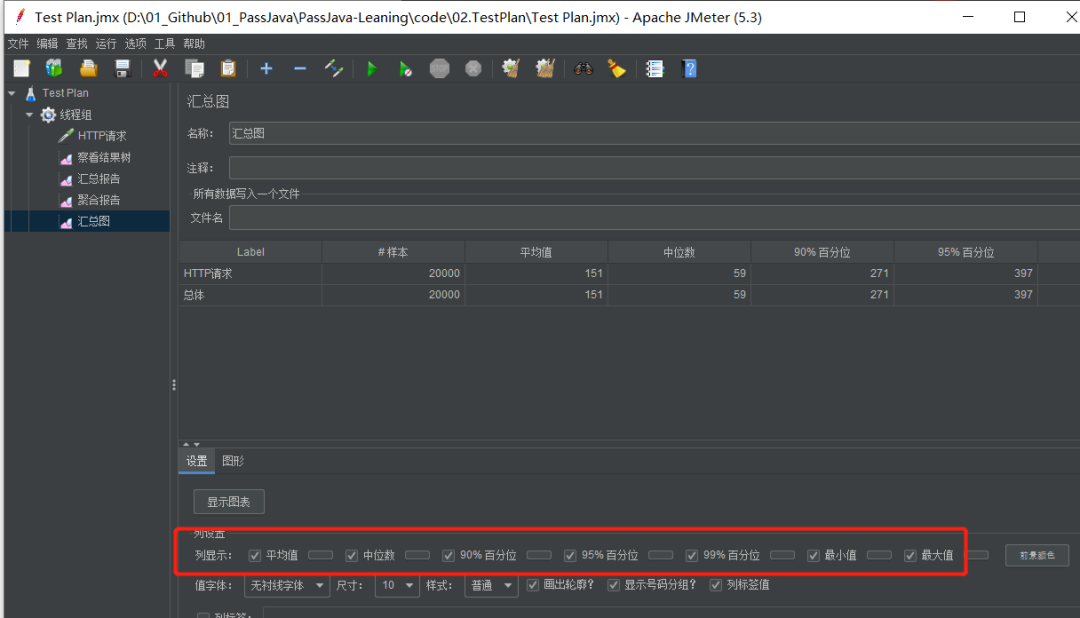 Test Plan.jmx (D:\01_Github\01_PassJava\PassJava-Leaning\code\02.TestPlan\Test Plan.jmx) - Apache JMeter (5.3)
文件 编辑 查找 运行 选项 工具 帮助
Test Plan
线程组
HTTP请求
察看结果树
汇总报告
聚合报告
汇总图
汇总图
名称: 汇总图
注释:
所有数据写入一个文件
文件名
Label # 样本 平均值 中位数 90% 百分位 95% 百分位
HTTP请求 20000 151 59 271 397
总体 20000 151 59 271 397
设置 图形
显示图表
列设置
列显示: 平均值 中位数 90% 百分位 95% 百分位 99% 百分位 最小值 最大值 前景颜色
值字体: 无衬线字体 尺寸: 10 样式: 普通 画出轮廓? 显示号码分组? 列标签值
列标签: